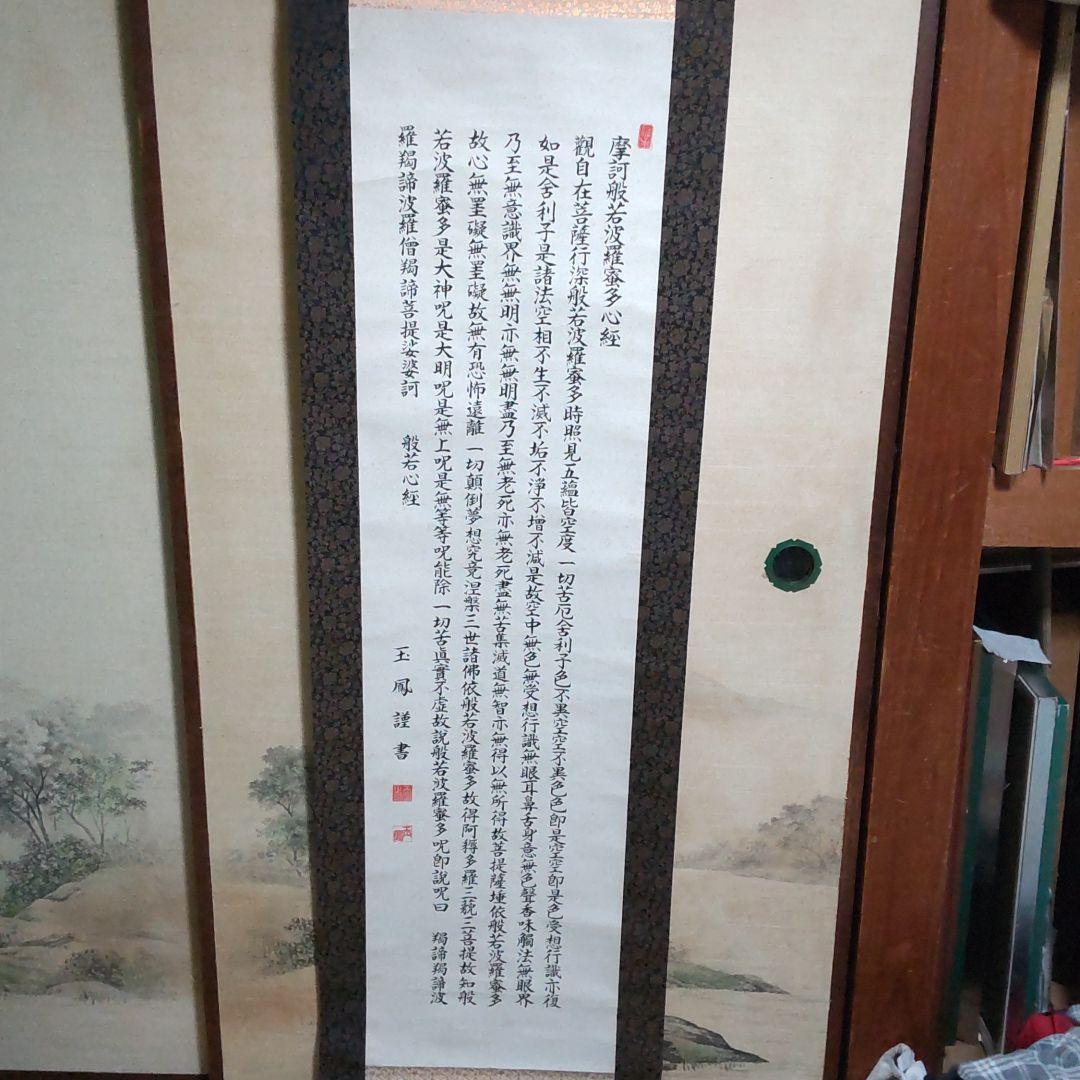 摩訶般若波羅蜜多心經
觀自在菩薩行深般若波羅蜜多時照見五蘊皆空度一切苦厄舍利子色不異空空不異色色即是空空即是色受想行識亦復
如是舍利子是諸法空相不生不滅不垢不淨不增不減是故空中無色無受想行識無眼耳鼻舌身意無色聲香味觸法無眼界
乃至無意識界無無明亦無無明盡乃至無老死亦無老死盡無苦集滅道無智亦無得以無所得故菩提薩埵依般若波羅蜜多
故心無罣礙無罣礙故無有恐怖遠離一切顛倒夢想究竟涅槃三世諸佛依般若波羅蜜多故得阿耨多羅三藐三菩提故知般
若波羅蜜多是大神呪是大明呪是無上呪是無等等呪能除一切苦眞實不虛故說般若波羅蜜多呪即說呪曰 羯諦羯諦波
羅羯諦波羅僧羯諦菩提娑婆訶 般若心經
玉鳳謹書